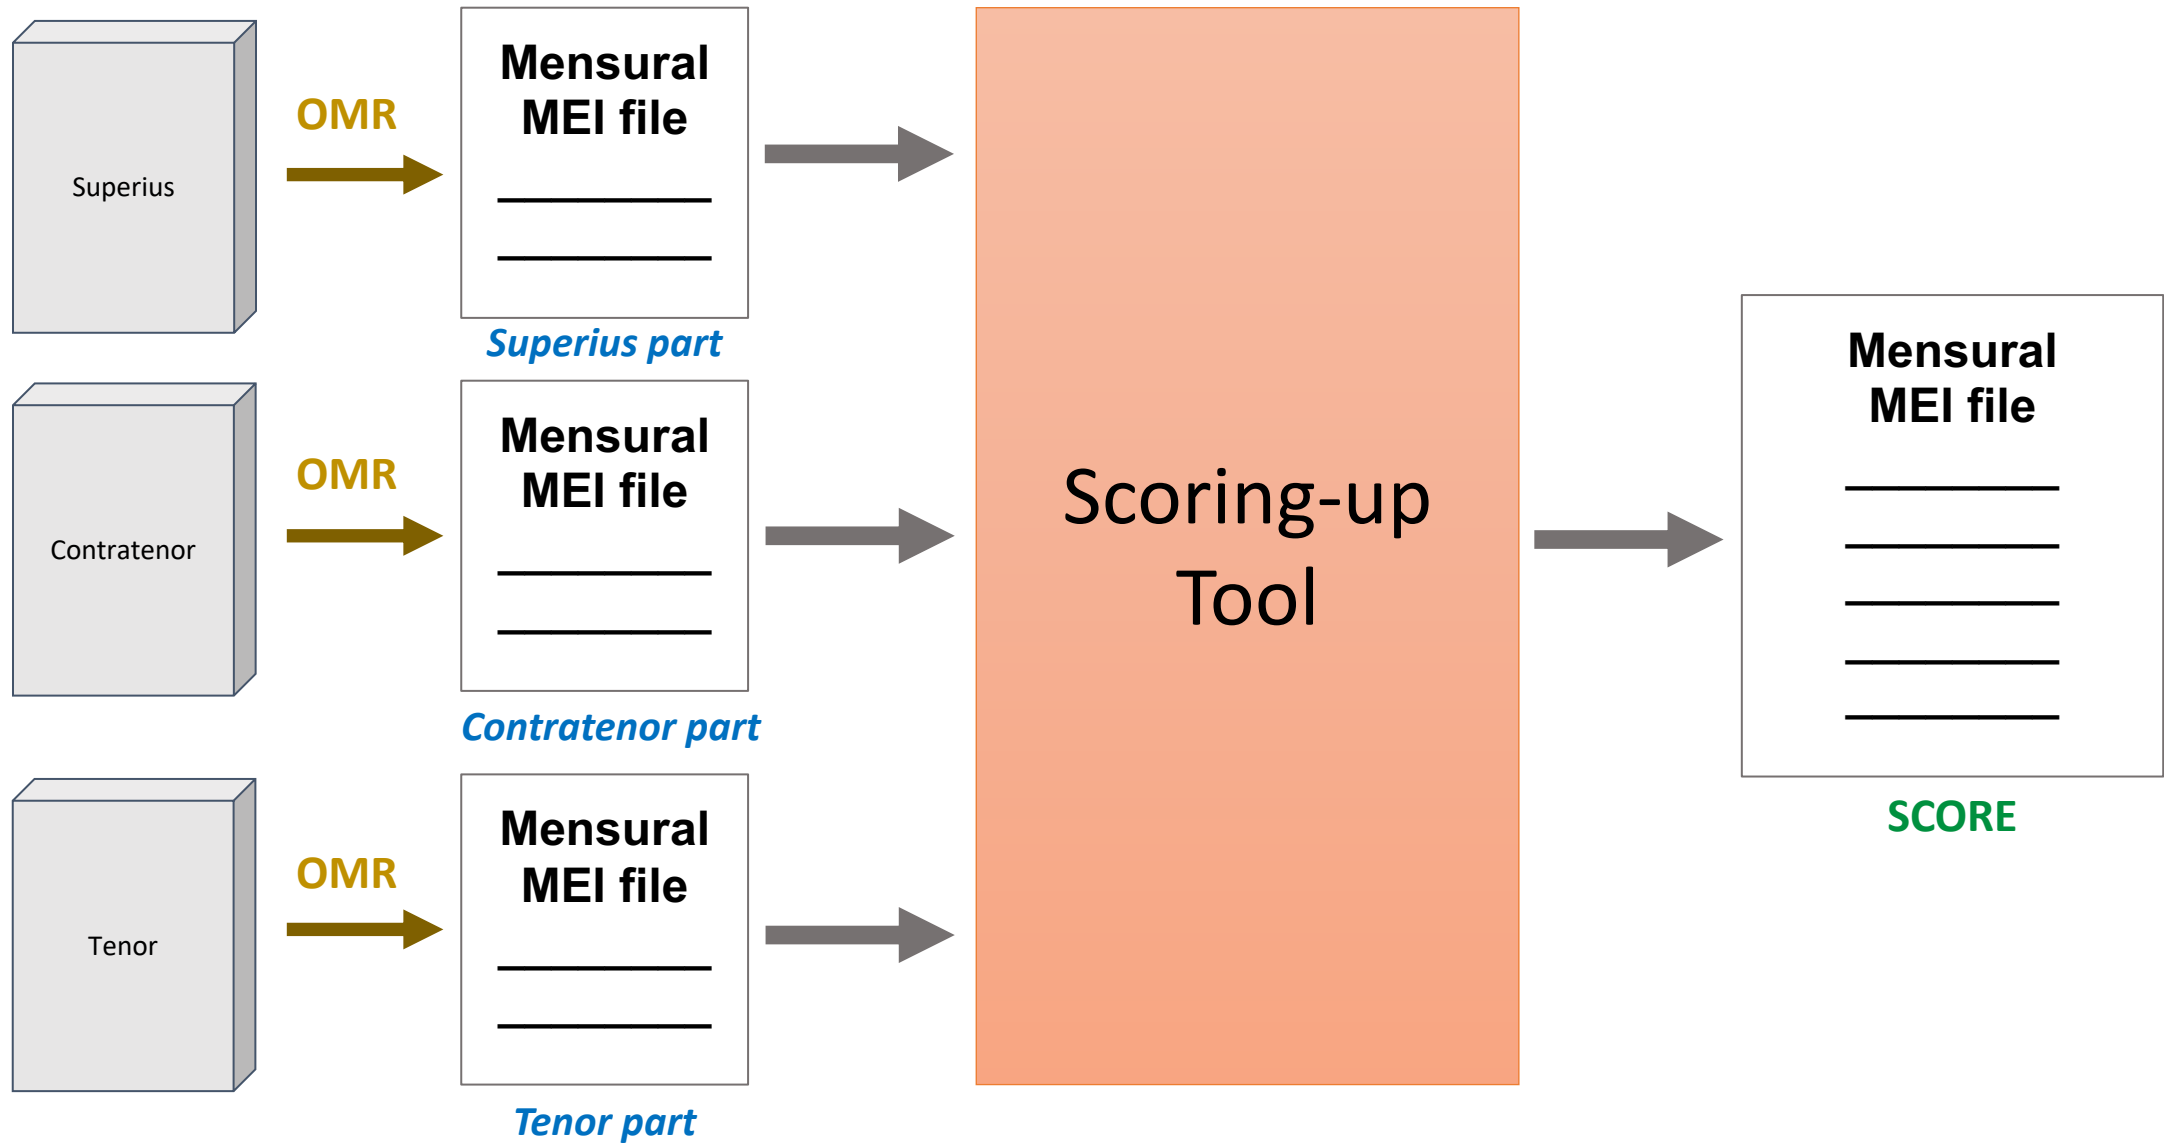 Superius
OMR
Mensural
MEI file
Superius part
Contratenor
OMR
Mensural
MEI file
Contratenor part
Tenor
OMR
Mensural
MEI file
Tenor part
Scoring-up
Tool
Mensural
MEI file
SCORE